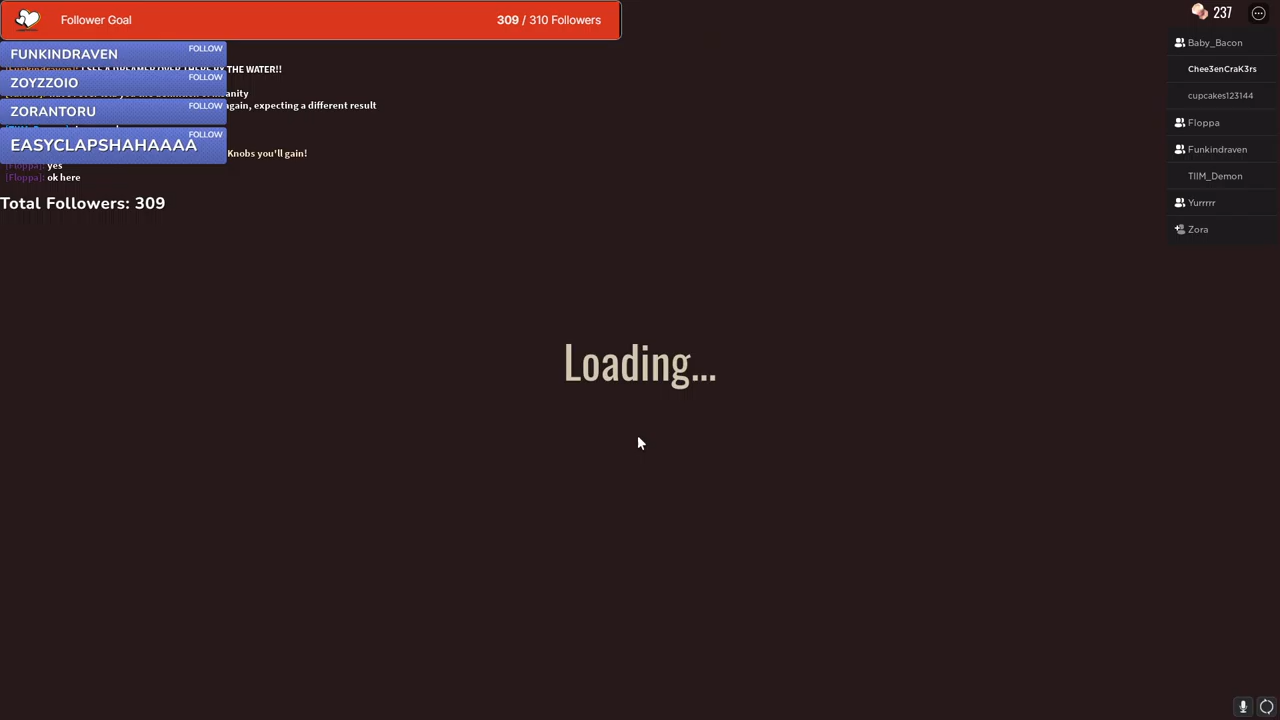 Follower Goal 309 / 310 Followers
237
FUNKINDRAVEN FOLLOW
BY THE WATER!!
ZOYZZOIO FOLLOW
again, expecting a different result
ZORANTORU FOLLOW
EASYCLAPSHAHAAAA FOLLOW
Knobs you'll gain!
[Floppa]: yes
[Floppa]: ok here
Total Followers: 309
Baby_Bacon
Chee3enCraK3rs
cupcakes123144
Floppa
Funkindraven
TIIM_Demon
Yurrrrr
Zora
Loading...